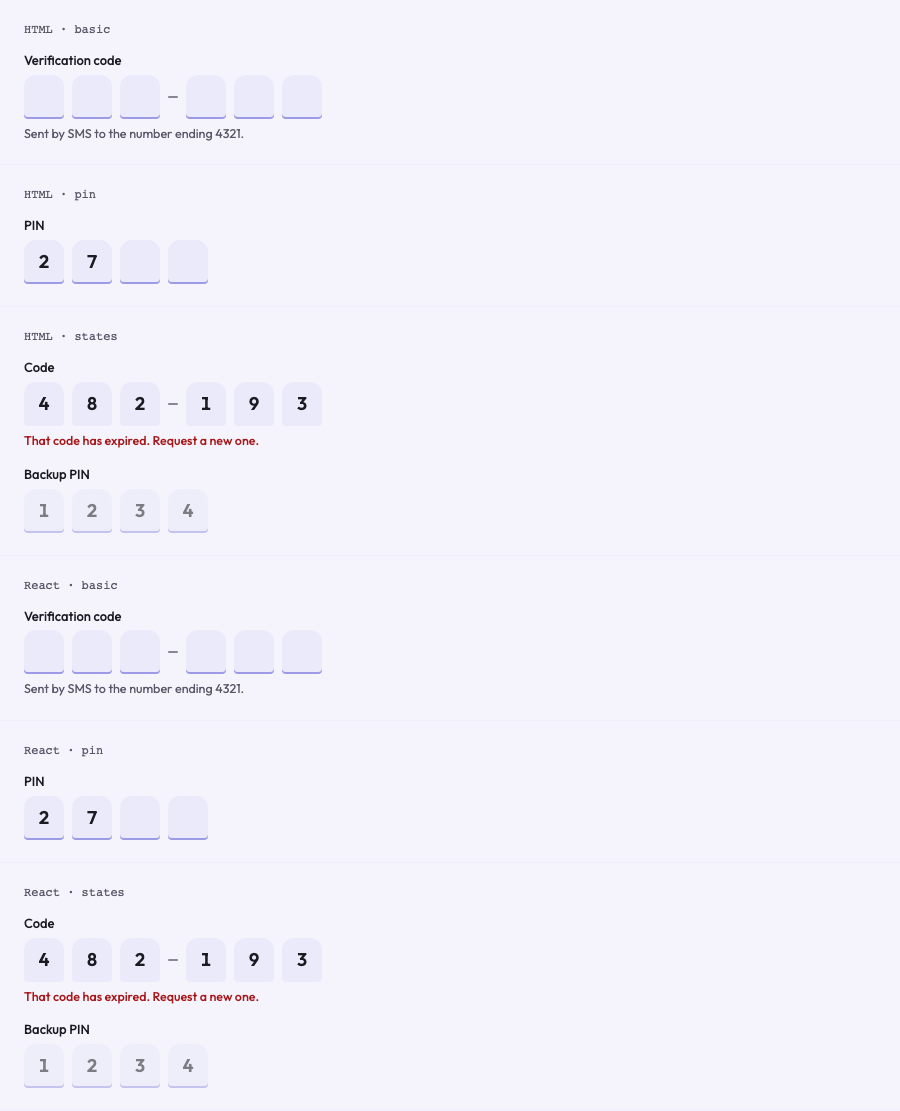 HTML · basic
Verification code
–
Sent by SMS to the number ending 4321.
HTML · pin
PIN
2 7
HTML · states
Code
4 8 2 – 1 9 3
That code has expired. Request a new one.
Backup PIN
1 2 3 4
React · basic
Verification code
–
Sent by SMS to the number ending 4321.
React · pin
PIN
2 7
React · states
Code
4 8 2 – 1 9 3
That code has expired. Request a new one.
Backup PIN
1 2 3 4